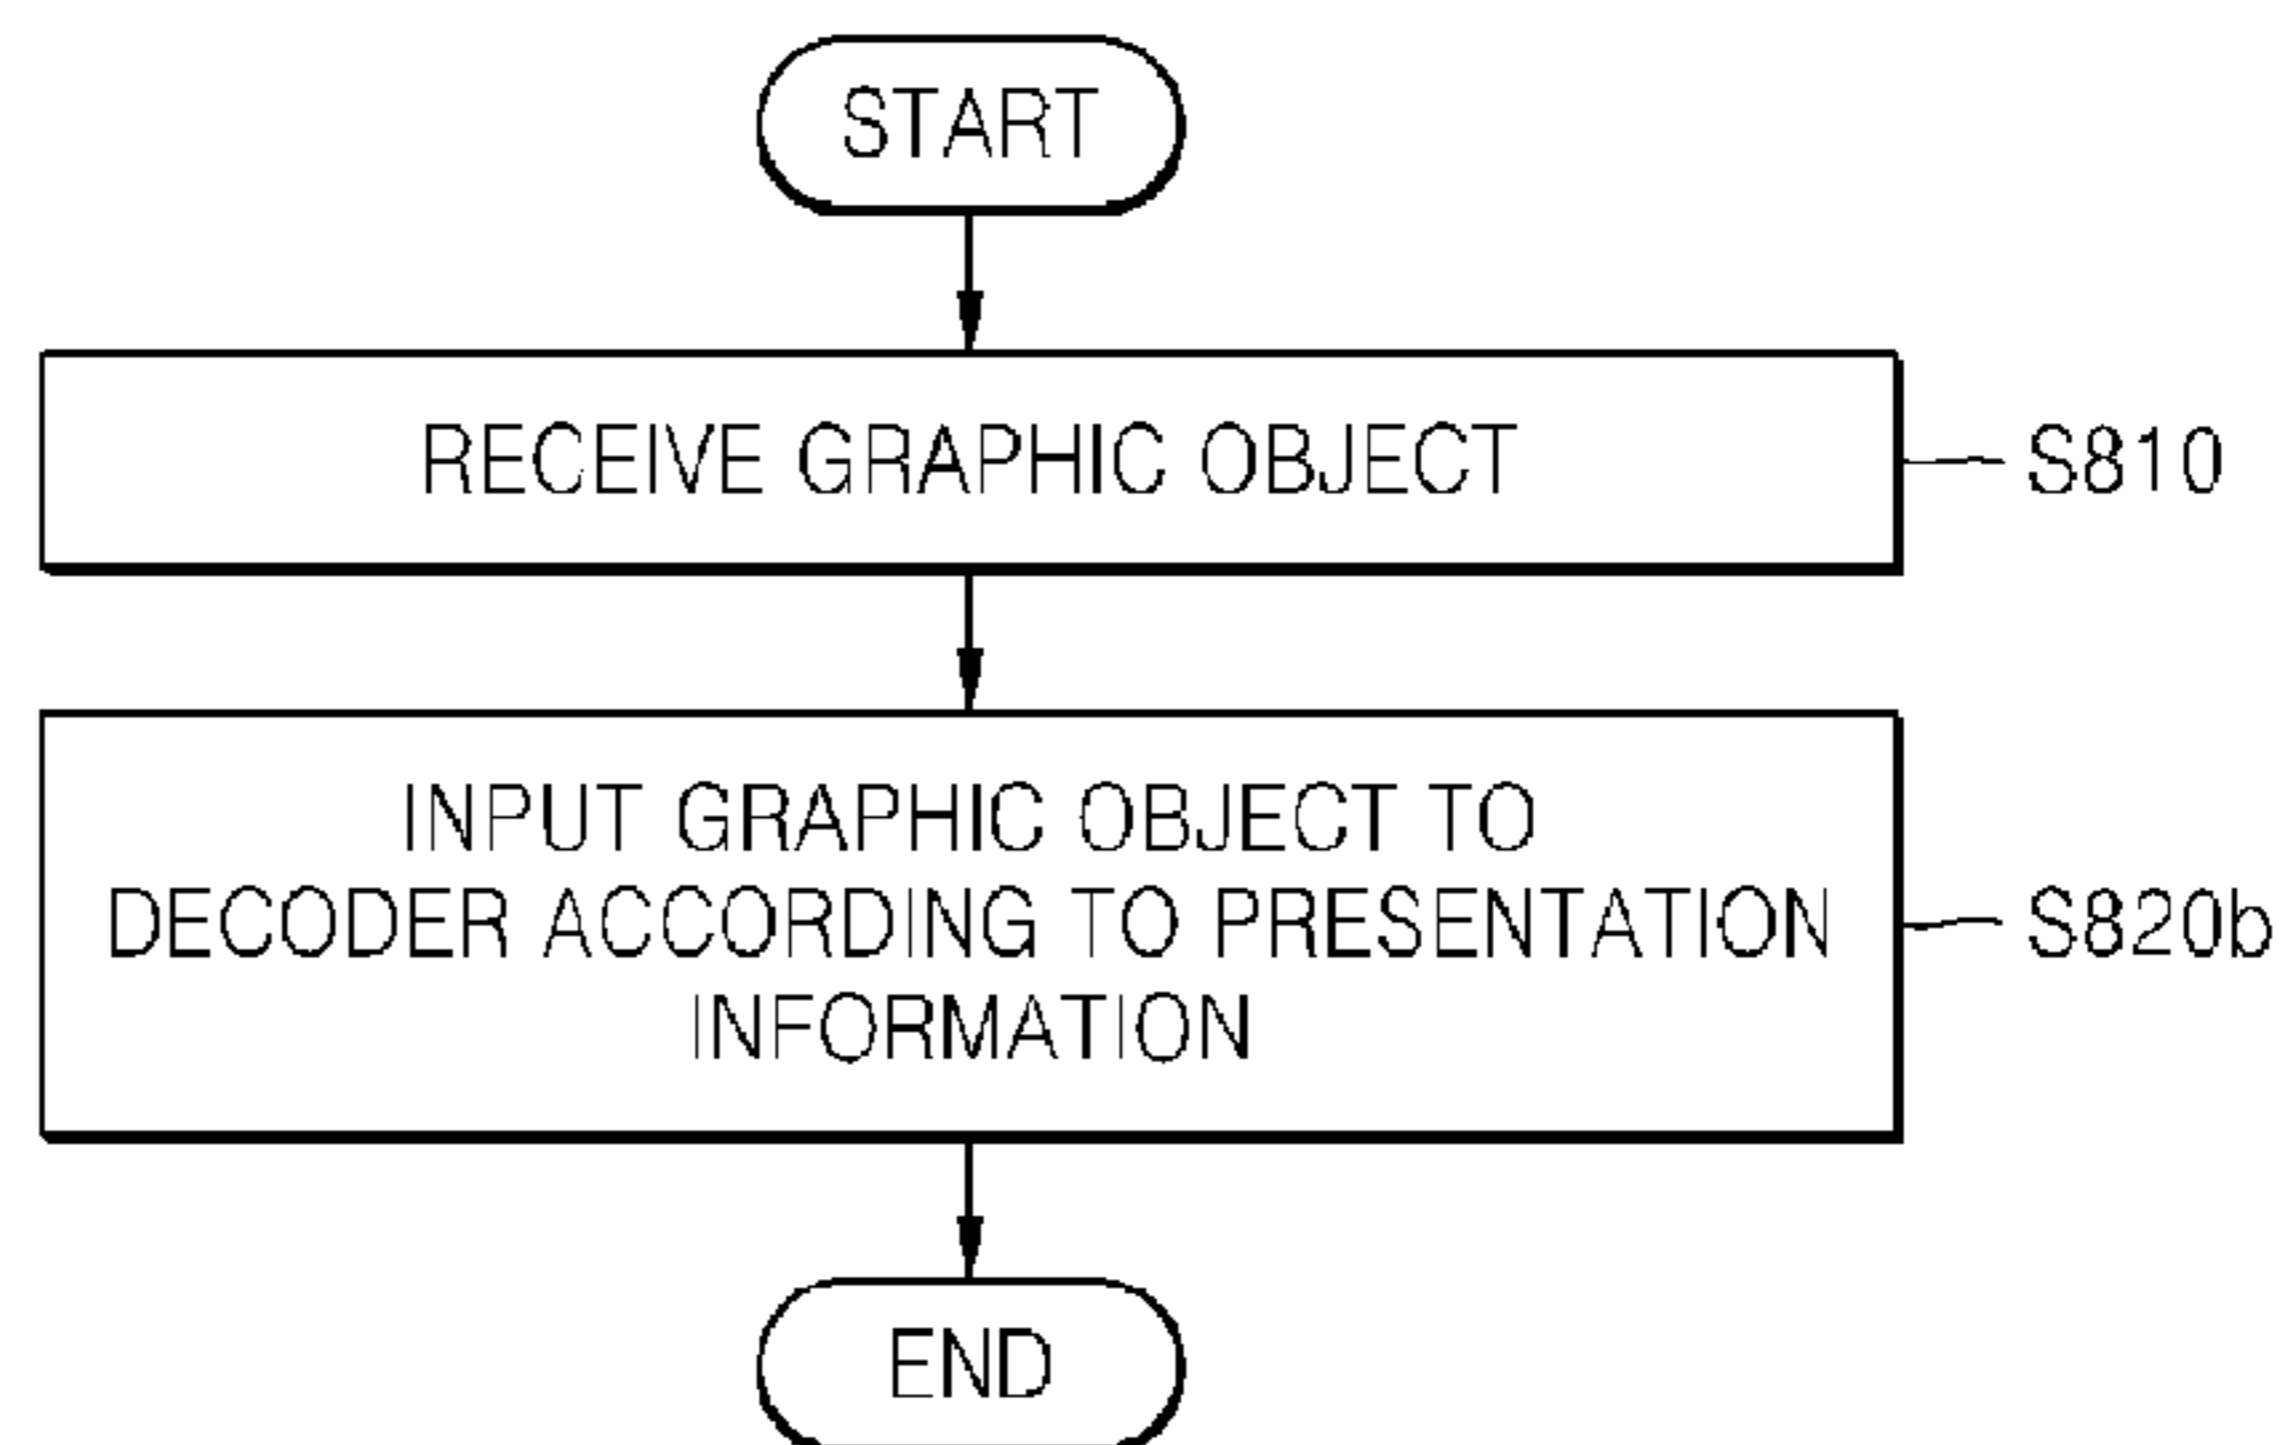 START
RECEIVE GRAPHIC OBJECT
S810
INPUT GRAPHIC OBJECT TO
DECODER ACCORDING TO PRESENTATION
S820b
INFORMATION
END